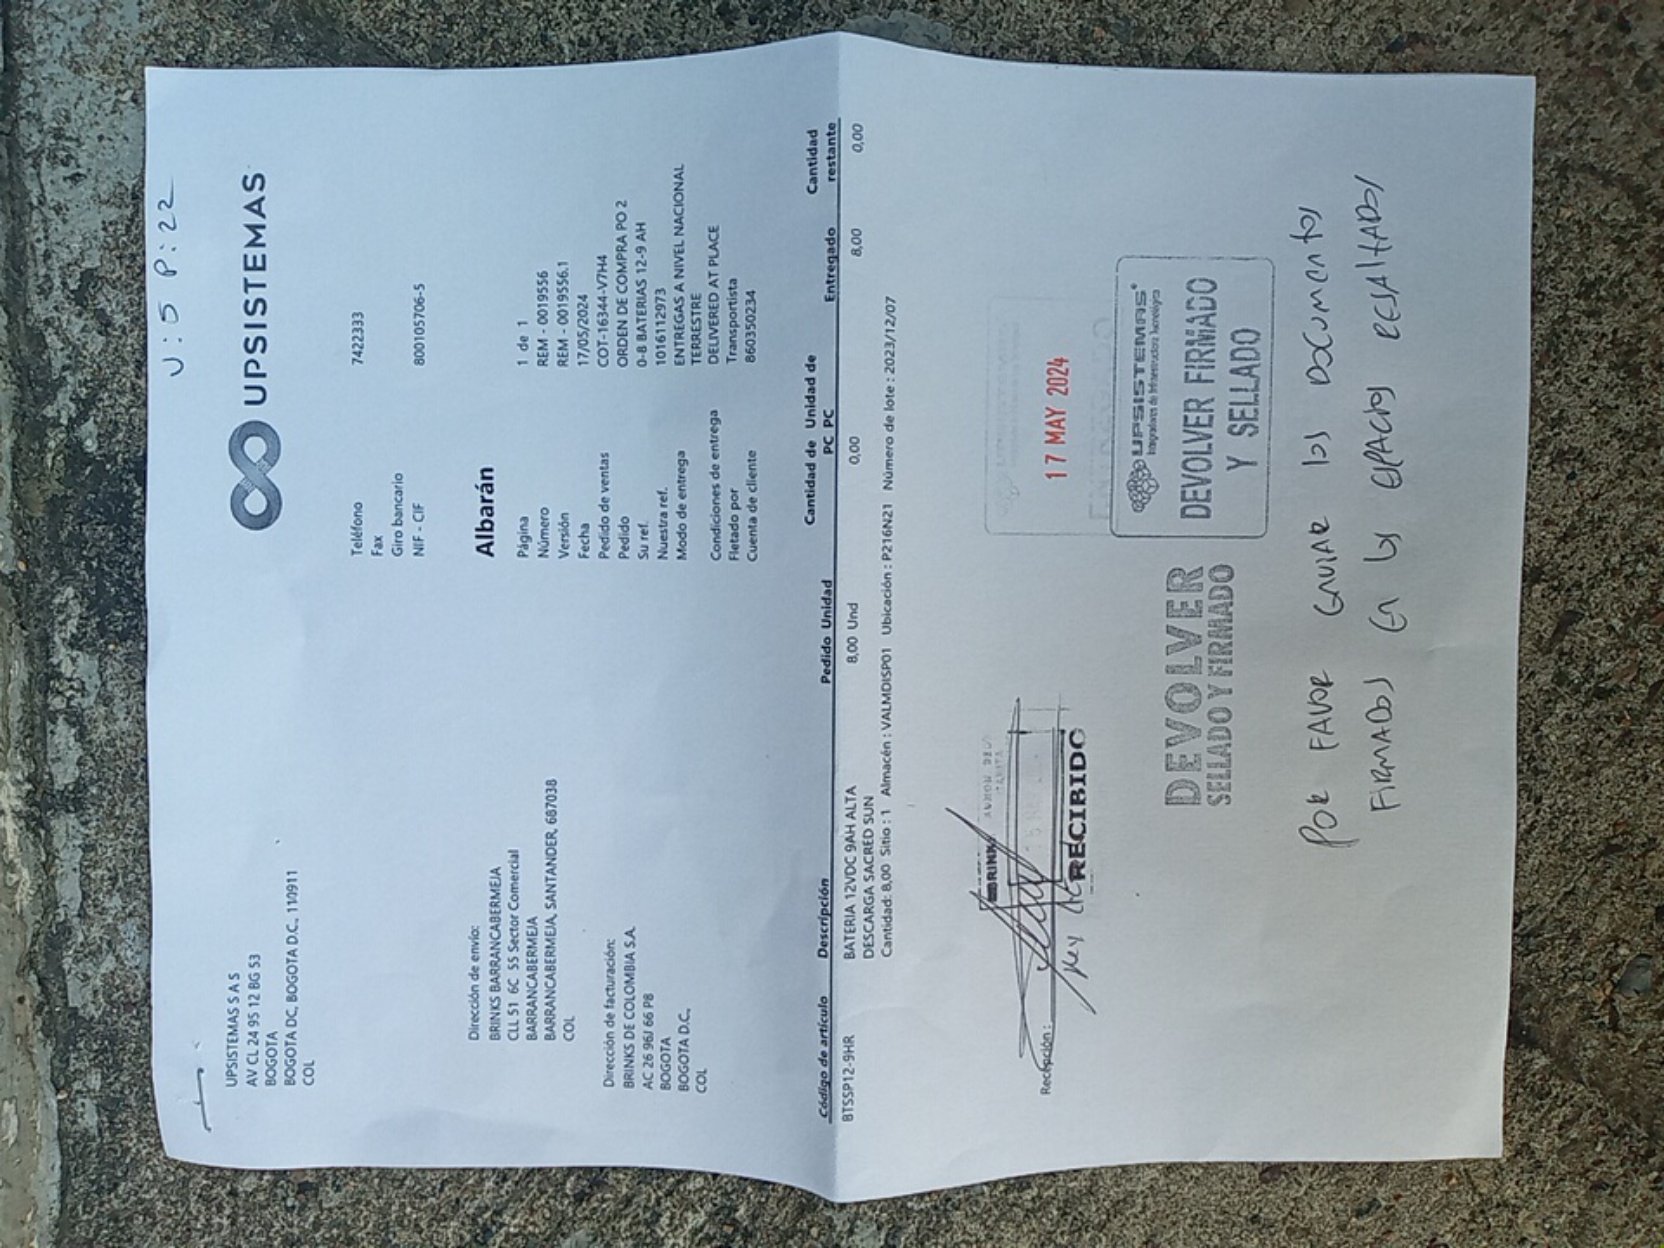 U : 5 P : 22
UPSISTEMAS
UPSISTEMAS S A S
AV CL 24 95 12 BG 53
BOGOTA
BOGOTA DC, BOGOTA D.C., 110911
COL
Teléfono 7422333
Fax
Giro bancario
NIF - CIF 800105706-5
Dirección de envío:
BRINKS BARRANCABERMEJA
CLL 51 6C 55 Sector Comercial
BARRANCABERMEJA
BARRANCABERMEJA, SANTANDER, 687038
COL
Dirección de facturación:
BRINKS DE COLOMBIA S.A.
AC 26 96J 66 P8
BOGOTA
BOGOTA D.C,
COL
Albarán
Página 1 de 1
Número REM - 0019556
Versión REM - 0019556.1
Fecha 17/05/2024
Pedido de ventas COT-16344-V7H4
Pedido ORDEN DE COMPRA PO 2
Su ref. 0-8 BATERIAS 12-9 AH
Nuestra ref. 1016112973
Modo de entrega ENTREGAS A NIVEL NACIONAL
TERRESTRE
Condiciones de entrega DELIVERED AT PLACE
Fletado por Transportista
Cuenta de cliente 860350234
Código de artículo Descripción Pedido Unidad Cantidad de PC Unidad de PC Entregado Cantidad restante
BTSSP12-9HR BATERIA 12VDC 9AH ALTA 8,00 Und 0,00 8,00 0,00
DESCARGA SACRED SUN
Cantidad: 8,00 Sitio : 1 Almacén : VALMDISP01 Ubicación : P216N21 Número de lote : 2023/12/07
Recepción:
BRINK
RECIBIDO
17 MAY 2024
UPSISTEMAS
Integradores de Infraestructura Tecnológica
DEVOLVER FIRMADO
Y SELLADO
DEVOLVER
SELLADO Y FIRMADO
POR FAVOR ENVIAR los DOCUMENTOS
FIRMADOS EN los ESPACIOS RESALTADOS